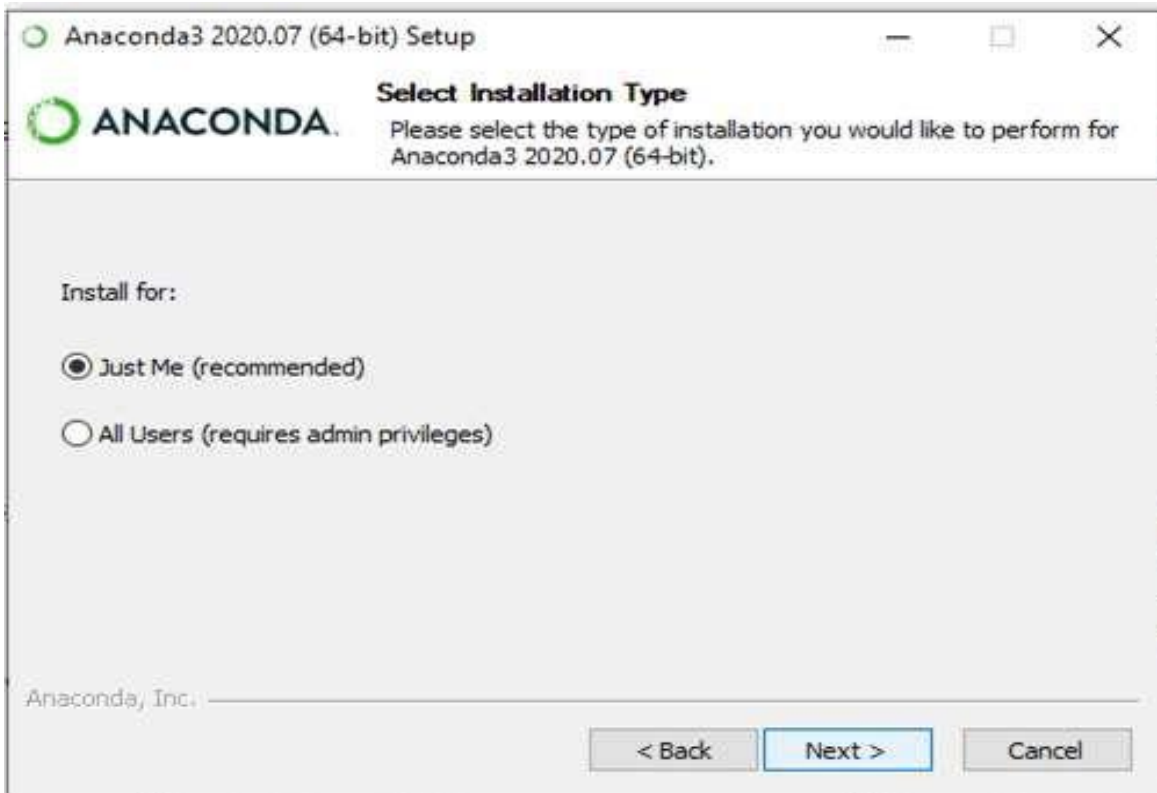 Anaconda3 2020.07 (64-bit) Setup
ANACONDA.
Select Installation Type
Please select the type of installation you would like to perform for
Anaconda3 2020.07 (64-bit).
Install for:
Just Me (recommended)
All Users (requires admin privileges)
Anaconda, Inc.
< Back
Next >
Cancel